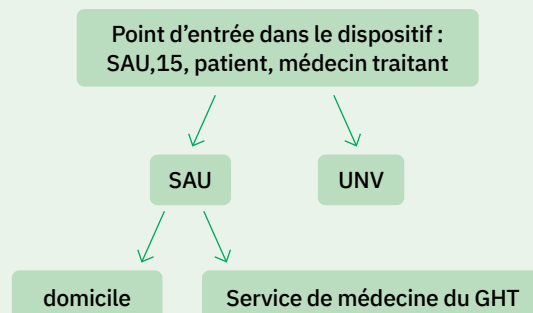 Point d’entrée dans le dispositif :
SAU,15, patient, médecin traitant
SAU
UNV
domicile
Service de médecine du GHT